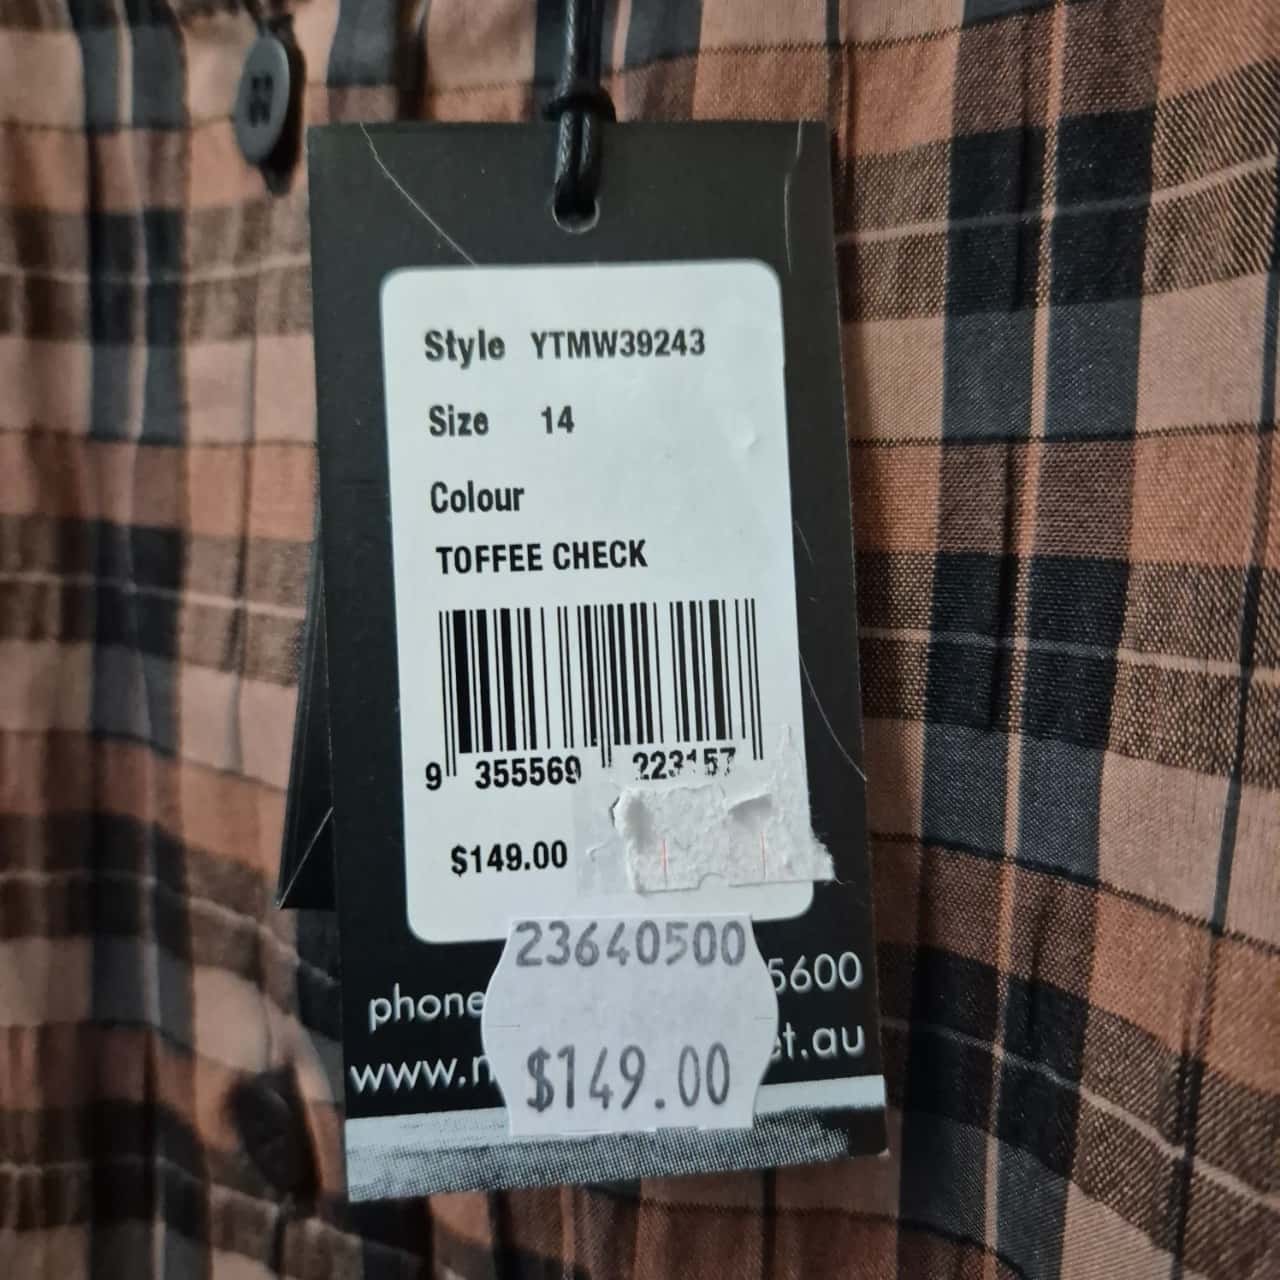 Style YTMW39243
Size 14
Colour
TOFFEE CHECK
9 355569 223157
$149.00
23640500
phone 5600
www. et.au
$149.00